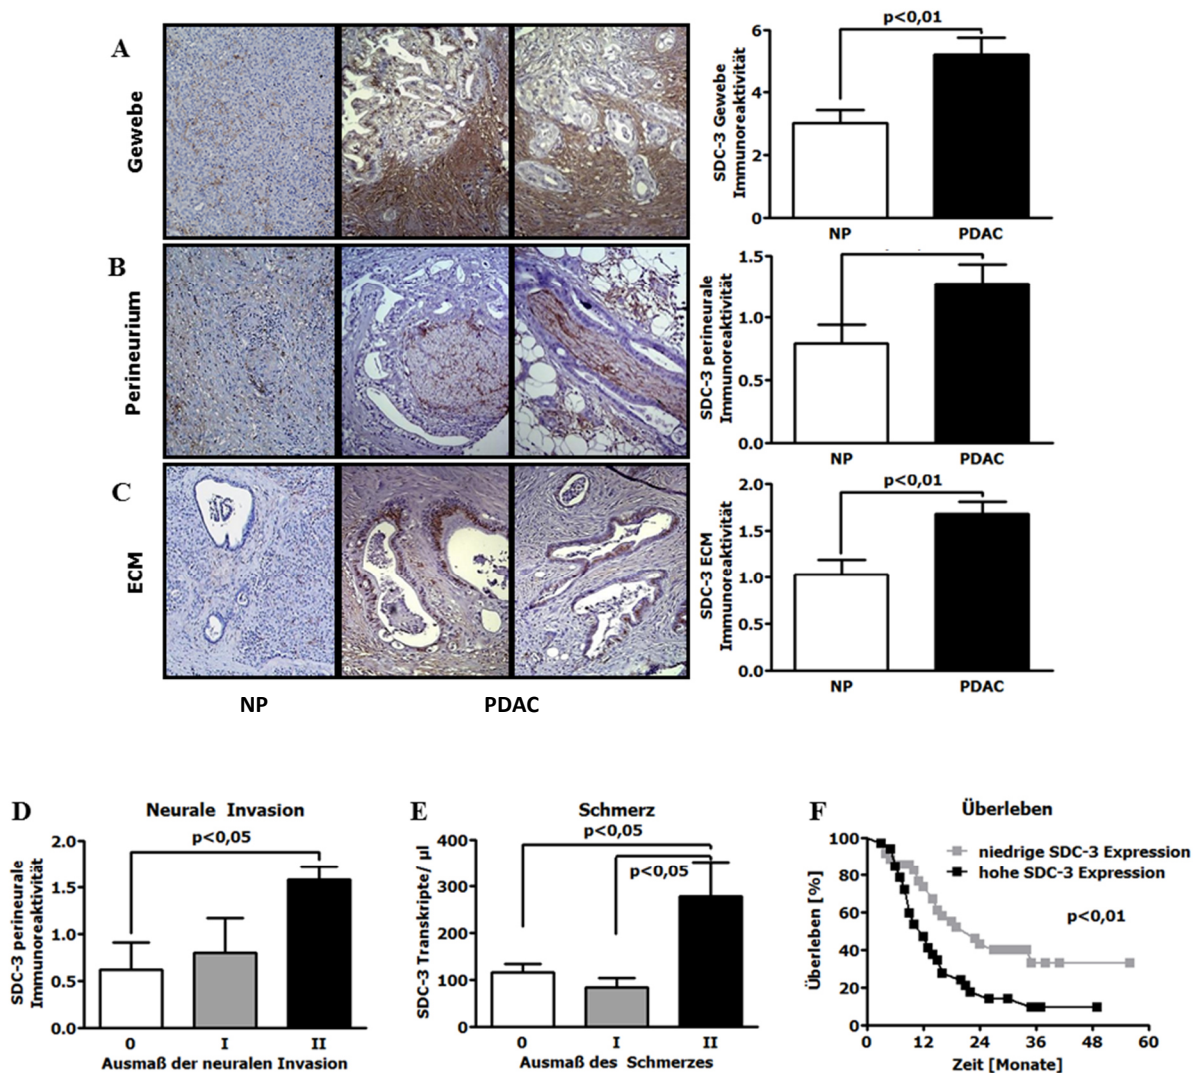 A
Gewebe
p<0,01
SDC-3 Gewebe
Immunoreaktivität
6
4
2
0
NP PDAC
B
Perineurium
SDC-3 perineurale
Immunoreaktivität
1.5
1.0
0.5
0.0
NP PDAC
C
ECM
p<0,01
SDC-3 ECM
Immunoreaktivität
2.0
1.5
1.0
0.5
0.0
NP PDAC
NP PDAC
D
Neurale Invasion
p<0,05
SDC-3 perineurale
Immunoreaktivität
2.0
1.5
1.0
0.5
0.0
0 I II
Ausmaß der neuralen Invasion
E
Schmerz
p<0,05
p<0,05
SDC-3 Transkripte/ µl
400
300
200
100
0
0 I II
Ausmaß des Schmerzes
F
Überleben
niedrige SDC-3 Expression
hohe SDC-3 Expression
p<0,01
Überleben [%]
100
80
60
40
20
0
0 12 24 36 48 60
Zeit [Monate]